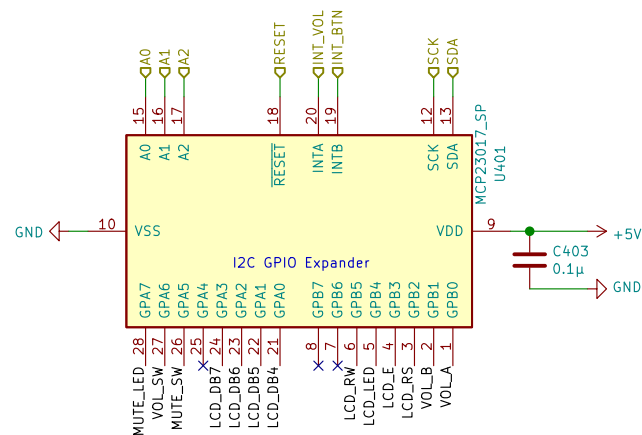 A0
A1
A2
RESET
INT_VOL
INT_BTN
SCK
SDA
15
16
17
18
20
19
12
13
A0
A1
A2
RESET
INTA
INTB
SCK
SDA
MCP23017_SP
U401
GND
10
VSS
VDD
9
+5V
C403
0.1µ
GND
I2C GPIO Expander
GPA7
GPA6
GPA5
GPA4
GPA3
GPA2
GPA1
GPA0
GPB7
GPB6
GPB5
GPB4
GPB3
GPB2
GPB1
GPB0
28
27
26
25
24
23
22
21
8
7
6
5
4
3
2
1
MUTE_LED
VOL_SW
MUTE_SW
LCD_DB7
LCD_DB6
LCD_DB5
LCD_DB4
LCD_RW
LCD_LED
LCD_E
LCD_RS
VOL_B
VOL_A